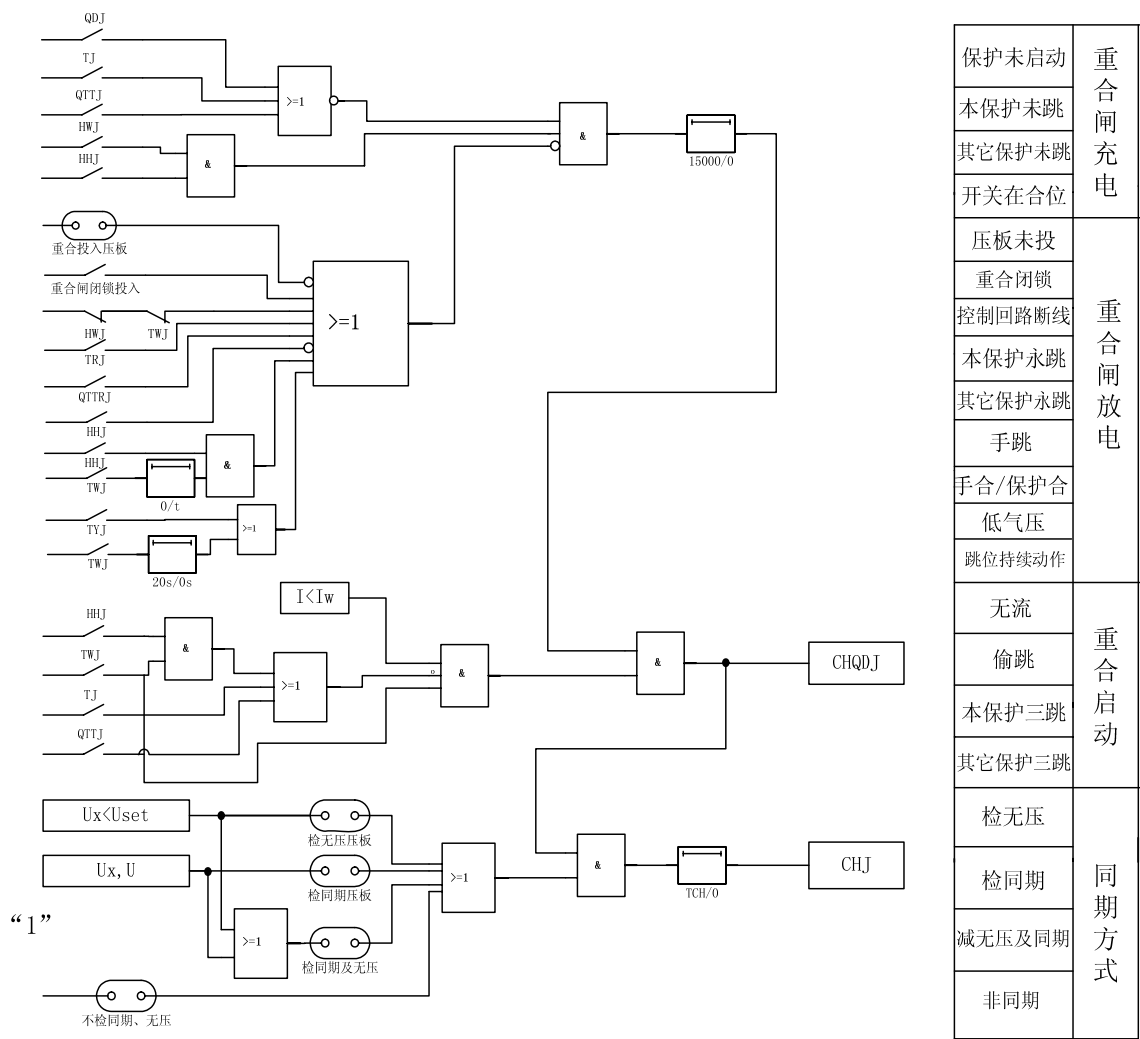 QDJ
TJ
QTTJ
HWJ
HHJ
>=1
&
&
15000/0
重合投入压板
重合闸闭锁投入
HWJ
TWJ
TRJ
QTTRJ
HHJ
HHJ
TWJ
0/t
&
TYJ
TWJ
20s/0s
>=1
>=1
I<Iw
HHJ
TWJ
TJ
QTTJ
&
>=1
&
&
CHQDJ
Ux<Uset
Ux,U
“1”
检无压压板
检同期压板
检同期及无压
不检同期、无压
>=1
>=1
&
TCH/0
CHJ
保护未启动
本保护未跳
其它保护未跳
开关在合位
重合闸充电
压板未投
重合闭锁
控制回路断线
本保护永跳
其它保护永跳
手跳
手合/保护合
低气压
跳位持续动作
重合闸放电
无流
偷跳
本保护三跳
其它保护三跳
重合启动
检无压
检同期
减无压及同期
非同期
同期方式